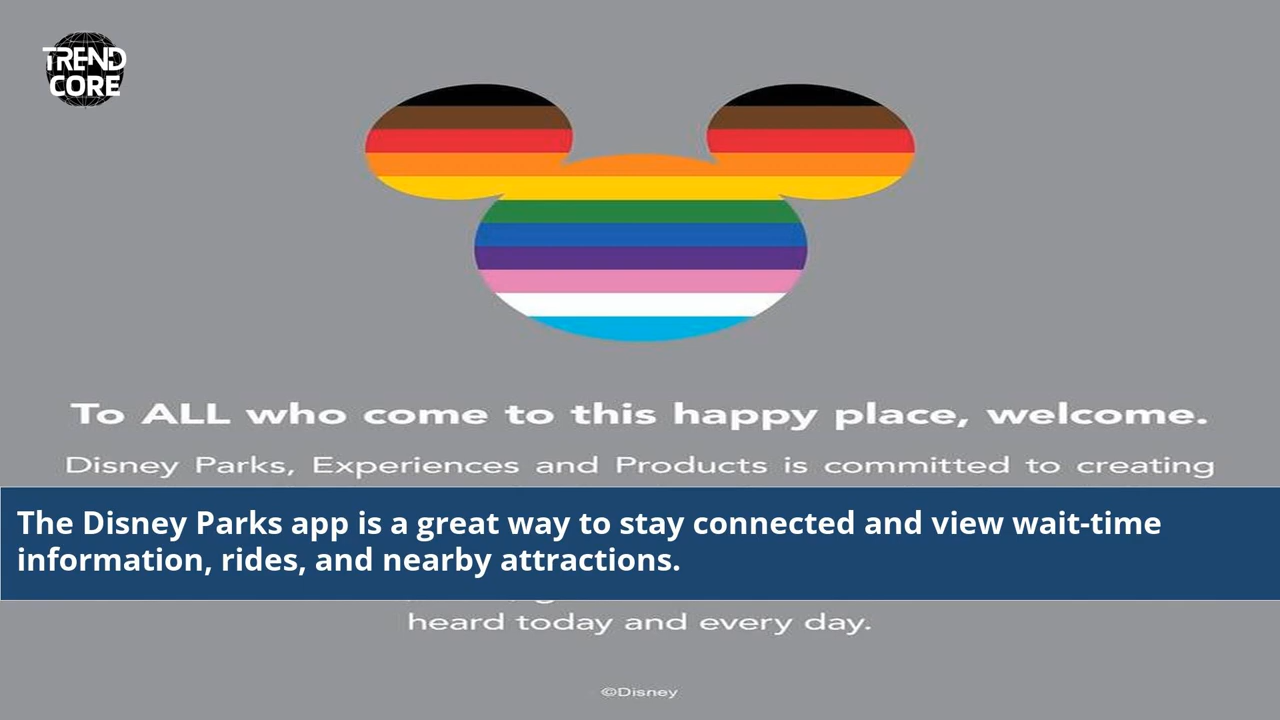 TREND
CORE
To ALL who come to this happy place, welcome.
Disney Parks, Experiences and Products is committed to creating
The Disney Parks app is a great way to stay connected and view wait-time
information, rides, and nearby attractions.
heard today and every day.
©Disney